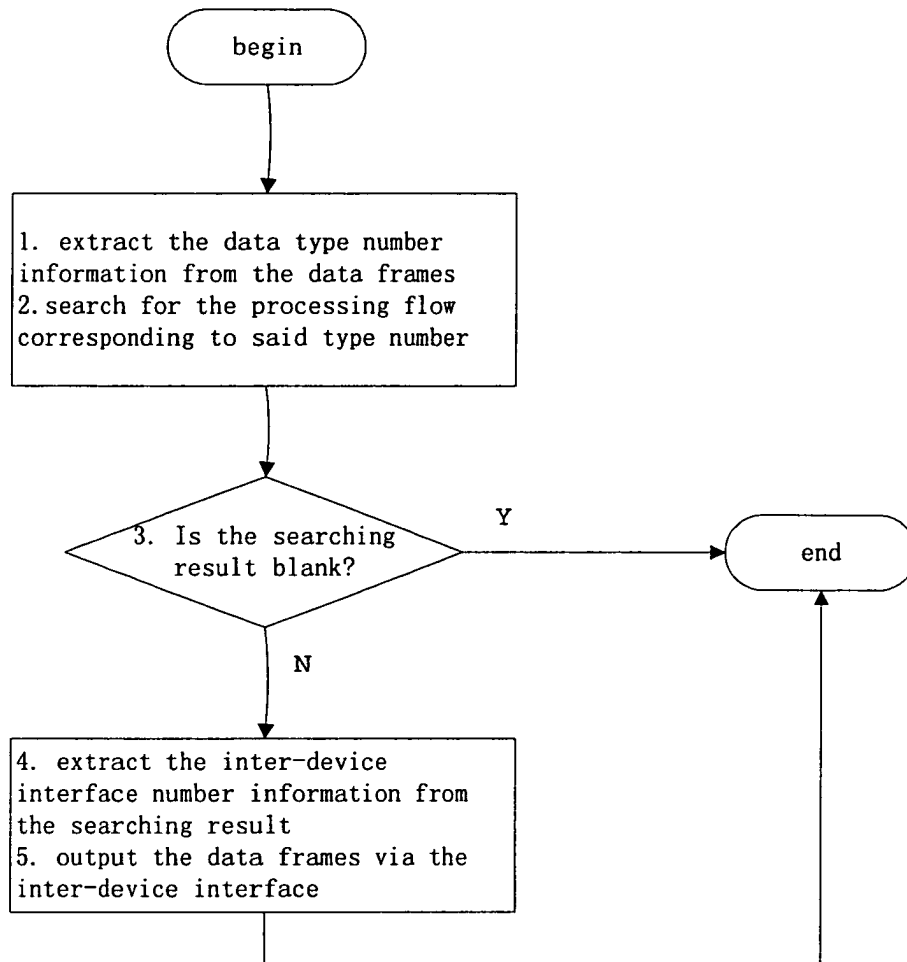 begin
1. extract the data type number
information from the data frames
2. search for the processing flow
corresponding to said type number
3. Is the searching
result blank?
Y
end
N
4. extract the inter-device
interface number information from
the searching result
5. output the data frames via the
inter-device interface